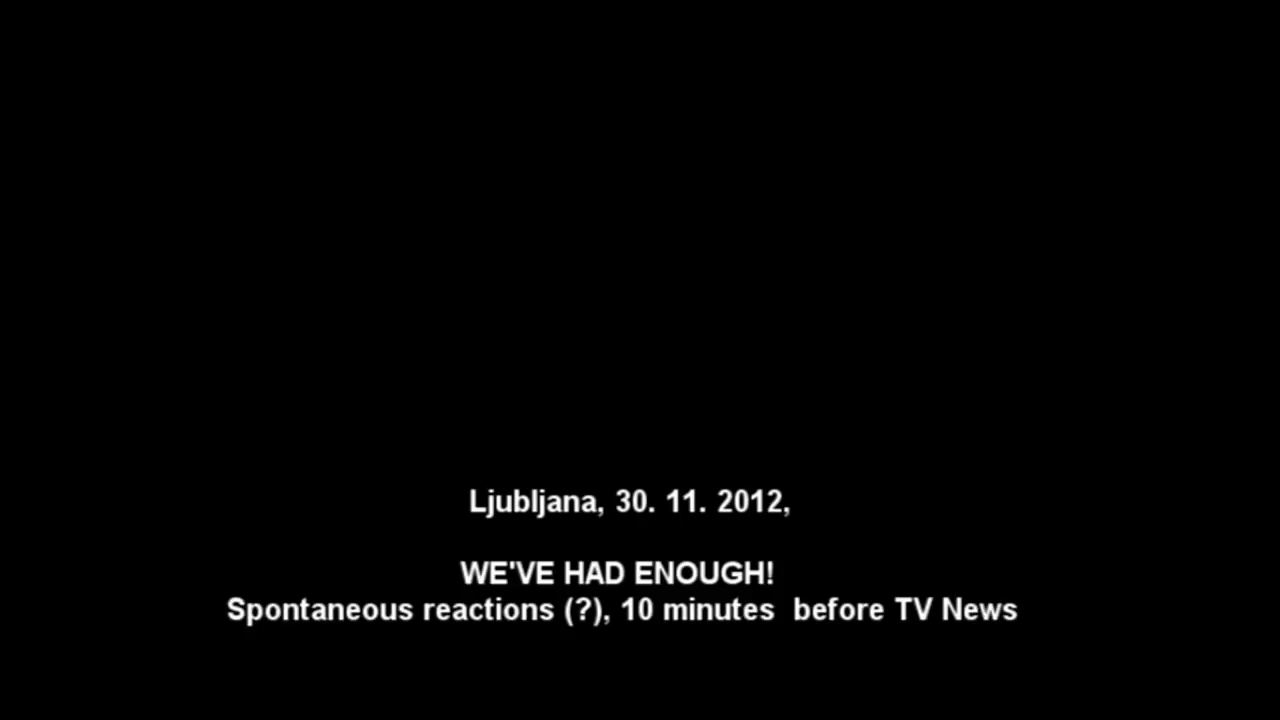 Ljubljana, 30. 11. 2012,
WE'VE HAD ENOUGH!
Spontaneous reactions (?), 10 minutes  before TV News